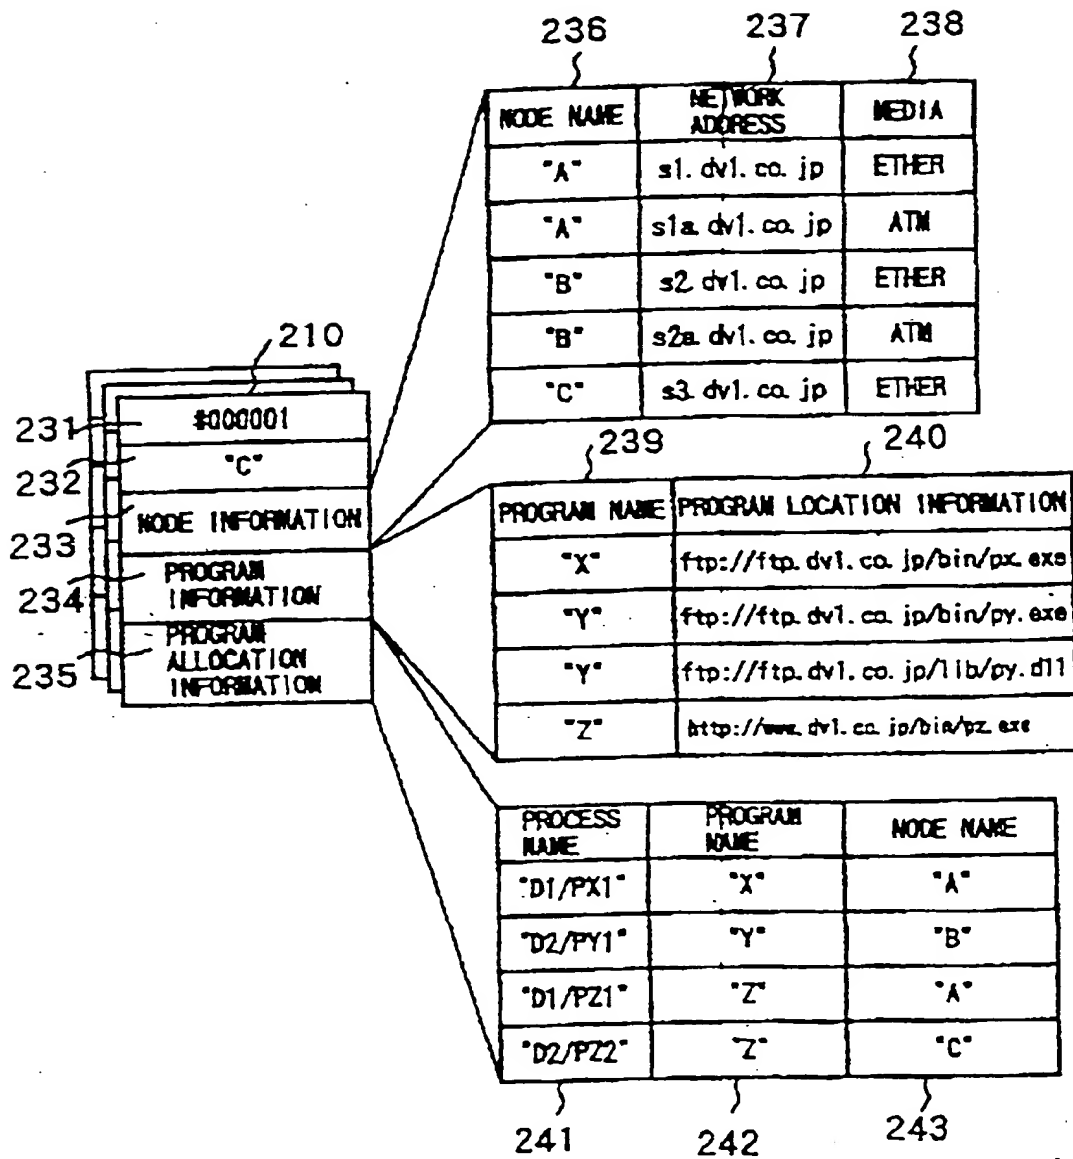 236 237 238
NODE NAME NETWORK ADDRESS MEDIA
"A" s1.dv1.co.jp ETHER
"A" s1a.dv1.co.jp ATM
"B" s2.dv1.co.jp ETHER
"B" s2a.dv1.co.jp ATM
"C" s3.dv1.co.jp ETHER
210
231 #000001
232 "C"
233 NODE INFORMATION
234 PROGRAM
INFORMATION
235 PROGRAM
ALLOCATION
INFORMATION
239 240
PROGRAM NAME PROGRAM LOCATION INFORMATION
"X" ftp://ftp.dv1.co.jp/bin/px.exe
"Y" ftp://ftp.dv1.co.jp/bin/py.exe
"Y" ftp://ftp.dv1.co.jp/lib/py.dll
"Z" http://www.dv1.co.jp/bin/pz.exe
PROCESS NAME PROGRAM NAME NODE NAME
"D1/PX1" "X" "A"
"D2/PY1" "Y" "B"
"D1/PZ1" "Z" "A"
"D2/PZ2" "Z" "C"
241 242 243